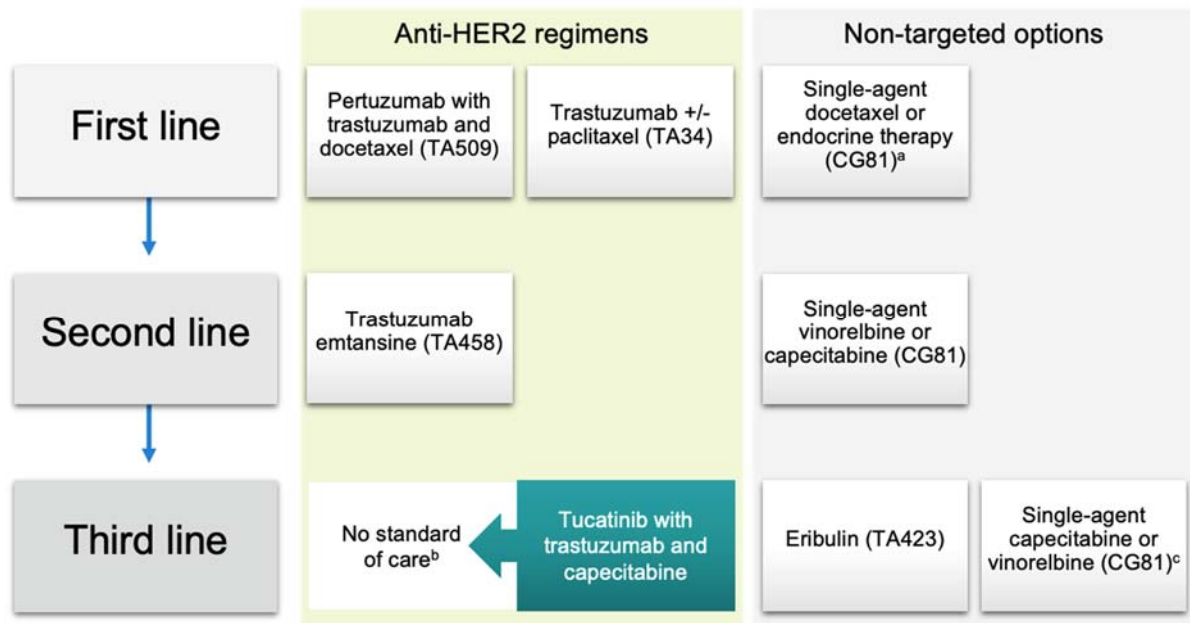 Anti-HER2 regimens
Non-targeted options
First line
Pertuzumab with
trastuzumab and
docetaxel (TA509)
Trastuzumab +/-
paclitaxel (TA34)
Single-agent
docetaxel or
endocrine therapy
(CG81)ᵃ
Second line
Trastuzumab
emtansine (TA458)
Single-agent
vinorelbine or
capecitabine (CG81)
Third line
No standard
of careᵇ
Tucatinib with
trastuzumab and
capecitabine
Eribulin (TA423)
Single-agent
capecitabine or
vinorelbine (CG81)ᶜ